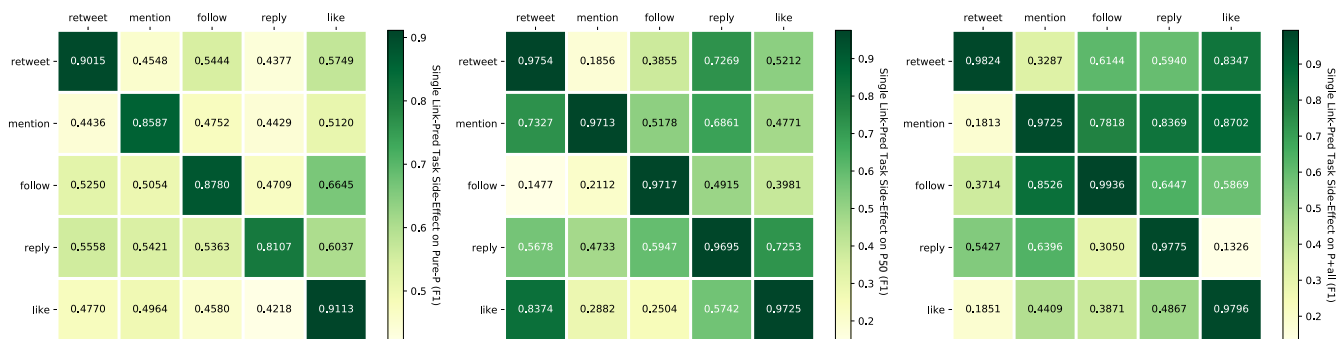 retweet mention follow reply like
retweet 0.9015 0.4548 0.5444 0.4377 0.5749
mention 0.4436 0.8587 0.4752 0.4429 0.5120
follow 0.5250 0.5054 0.8780 0.4709 0.6645
reply 0.5558 0.5421 0.5363 0.8107 0.6037
like 0.4770 0.4964 0.4580 0.4218 0.9113
0.9
0.8
0.7
0.6
0.5
Single Link-Pred Task Side-Effect on Pure-P (F1)
retweet mention follow reply like
retweet 0.9754 0.1856 0.3855 0.7269 0.5212
mention 0.7327 0.9713 0.5178 0.6861 0.4771
follow 0.1477 0.2112 0.9717 0.4915 0.3981
reply 0.5678 0.4733 0.5947 0.9695 0.7253
like 0.8374 0.2882 0.2504 0.5742 0.9725
0.9
0.8
0.7
0.6
0.5
0.4
0.3
0.2
Single Link-Pred Task Side-Effect on P50 (F1)
retweet mention follow reply like
retweet 0.9824 0.3287 0.6144 0.5940 0.8347
mention 0.1813 0.9725 0.7818 0.8369 0.8702
follow 0.3714 0.8526 0.9936 0.6447 0.5869
reply 0.5427 0.6396 0.3050 0.9775 0.1326
like 0.1851 0.4409 0.3871 0.4867 0.9796
0.9
0.8
0.7
0.6
0.5
0.4
0.3
0.2
Single Link-Pred Task Side-Effect on P+all (F1)